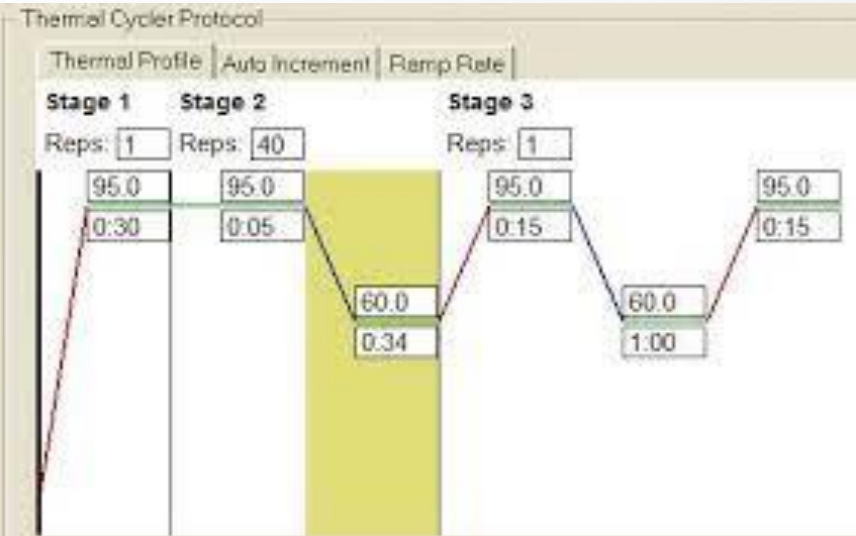 Thermal Cycler Protocol
Thermal Profile Auto Increment Ramp Rate
Stage 1 Stage 2 Stage 3
Reps: 1 Reps: 40 Reps: 1
95.0 95.0 95.0 95.0
0:30 0:05 0:15 0:15
60.0 60.0
0:34 1:00